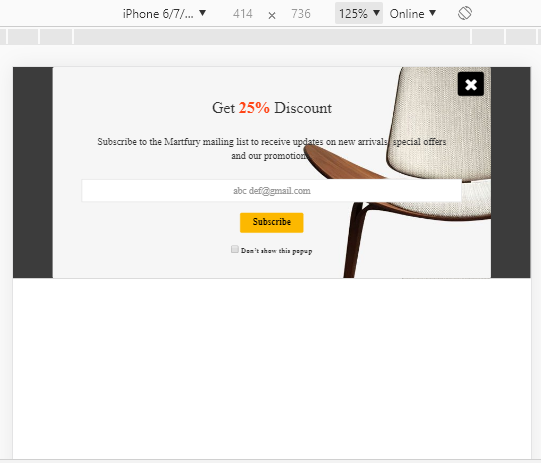 iPhone 6/7/... ▼ 414 × 736 125% ▼ Online ▼
Get 25% Discount
Subscribe to the Martfury mailing list to receive updates on new arrivals, special offers
and our promotion
abc def@gmail.com
Subscribe
Don't show this popup